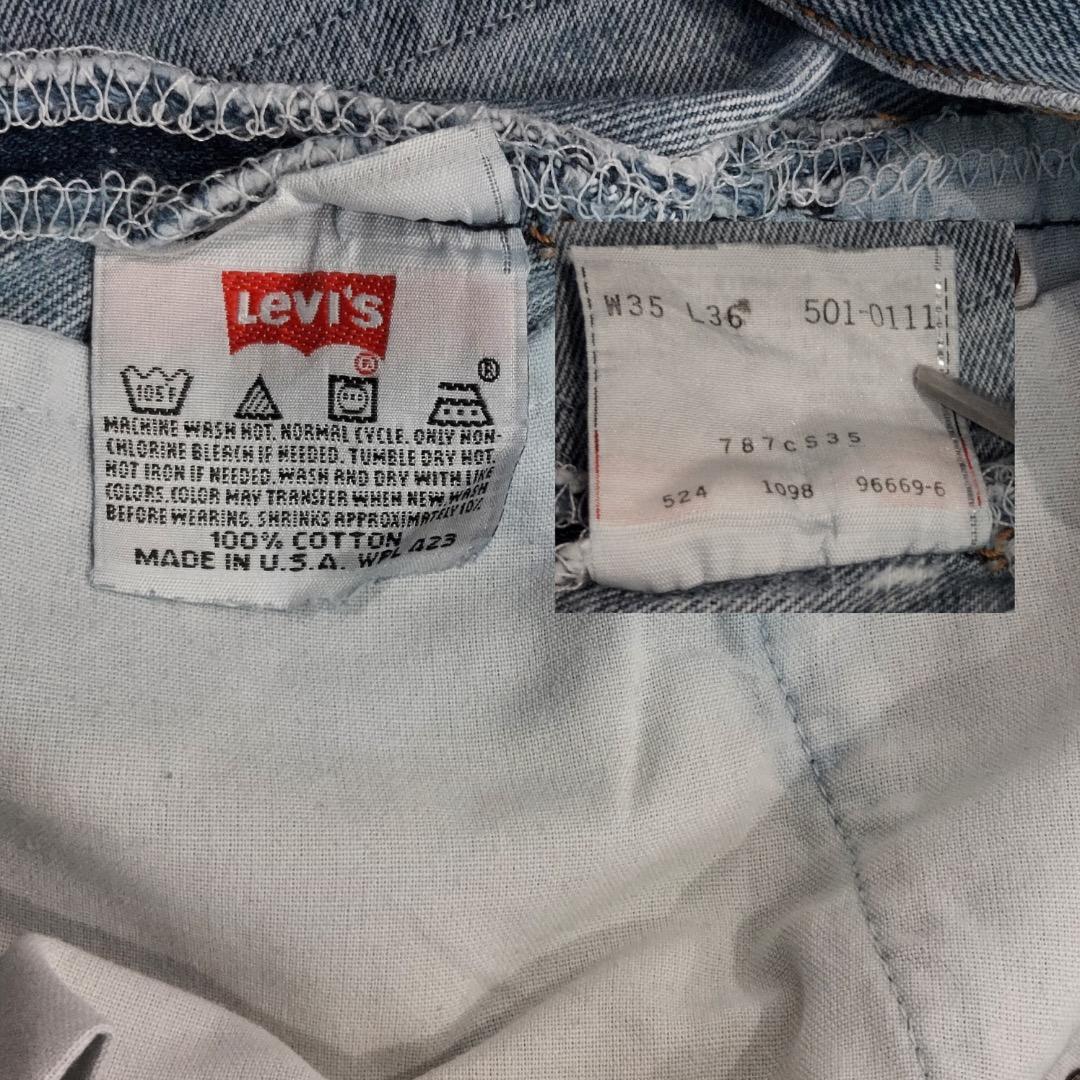 Levi's
R
105F
R
MACHINE WASH HOT, NORMAL CYCLE. ONLY NON-
CHLORINE BLEACH IF NEEDED. TUMBLE DRY HOT.
HOT IRON IF NEEDED. WASH AND DRY WITH LIKE
COLORS. COLOR MAY TRANSFER WHEN NEW WASH
BEFORE WEARING. SHRINKS APPROXIMATELY 10%
100% COTTON
MADE IN U.S.A. WPL 423
W35 L36 501-0111
787cS35
524 1098 96669-6